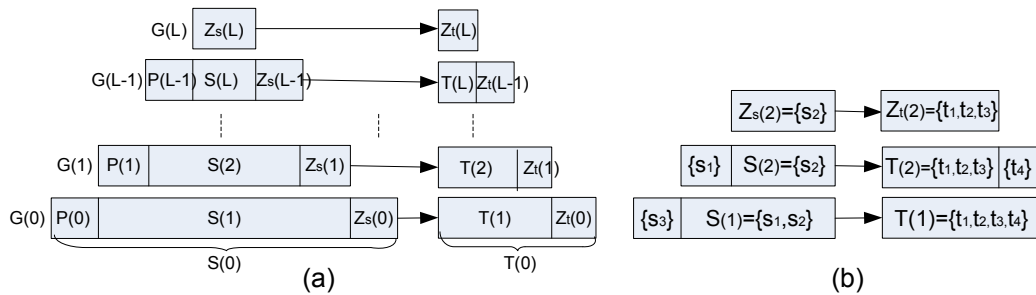 G(L) Zs(L) Zt(L)
G(L-1) P(L-1) S(L) Zs(L-1) T(L) Zt(L-1)
G(1) P(1) S(2) Zs(1) T(2) Zt(1)
G(0) P(0) S(1) Zs(0) T(1) Zt(0)
S(0) T(0)
(a)
Zs(2)={s2} Zt(2)={t1,t2,t3}
{s1} S(2)={s2} T(2)={t1,t2,t3} {t4}
{s3} S(1)={s1,s2} T(1)={t1,t2,t3,t4}
(b)